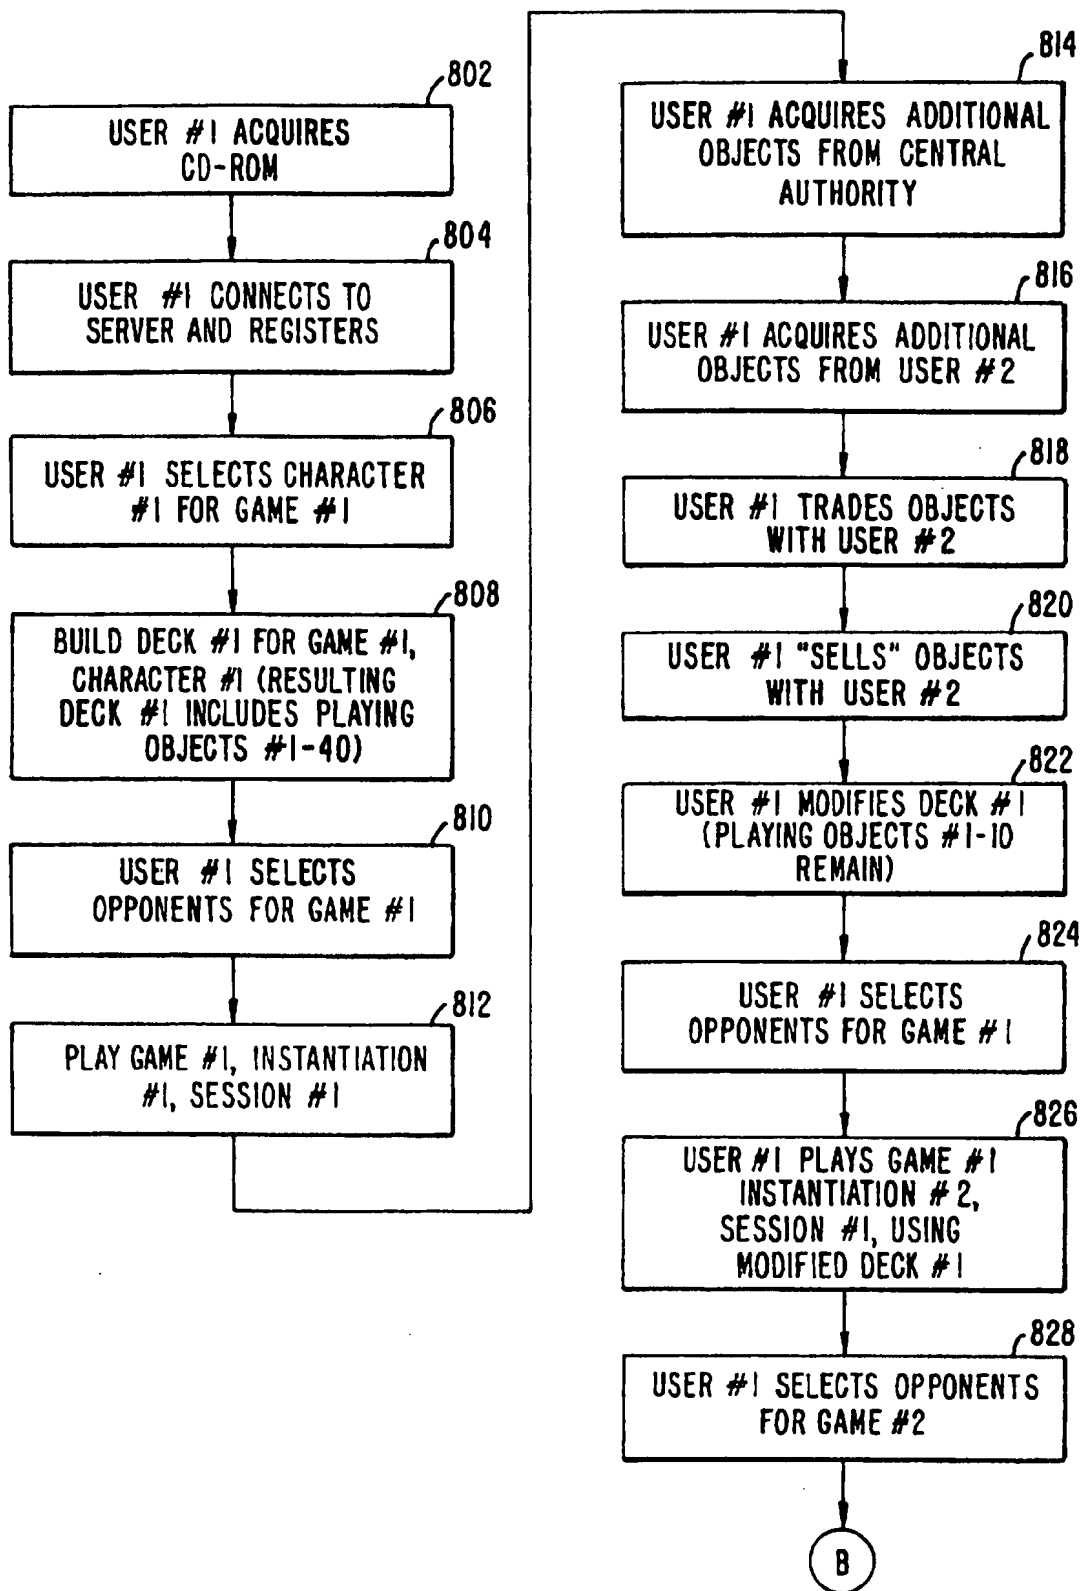 802
USER #1 ACQUIRES
CD-ROM
804
USER #1 CONNECTS TO
SERVER AND REGISTERS
806
USER #1 SELECTS CHARACTER
#1 FOR GAME #1
808
BUILD DECK #1 FOR GAME #1,
CHARACTER #1 (RESULTING
DECK #1 INCLUDES PLAYING
OBJECTS #1-40)
810
USER #1 SELECTS
OPPONENTS FOR GAME #1
812
PLAY GAME #1, INSTANTIATION
#1, SESSION #1
814
USER #1 ACQUIRES ADDITIONAL
OBJECTS FROM CENTRAL
AUTHORITY
816
USER #1 ACQUIRES ADDITIONAL
OBJECTS FROM USER #2
818
USER #1 TRADES OBJECTS
WITH USER #2
820
USER #1 "SELLS" OBJECTS
WITH USER #2
822
USER #1 MODIFIES DECK #1
(PLAYING OBJECTS #1-10
REMAIN)
824
USER #1 SELECTS
OPPONENTS FOR GAME #1
826
USER #1 PLAYS GAME #1
INSTANTIATION #2,
SESSION #1, USING
MODIFIED DECK #1
828
USER #1 SELECTS OPPONENTS
FOR GAME #2
B